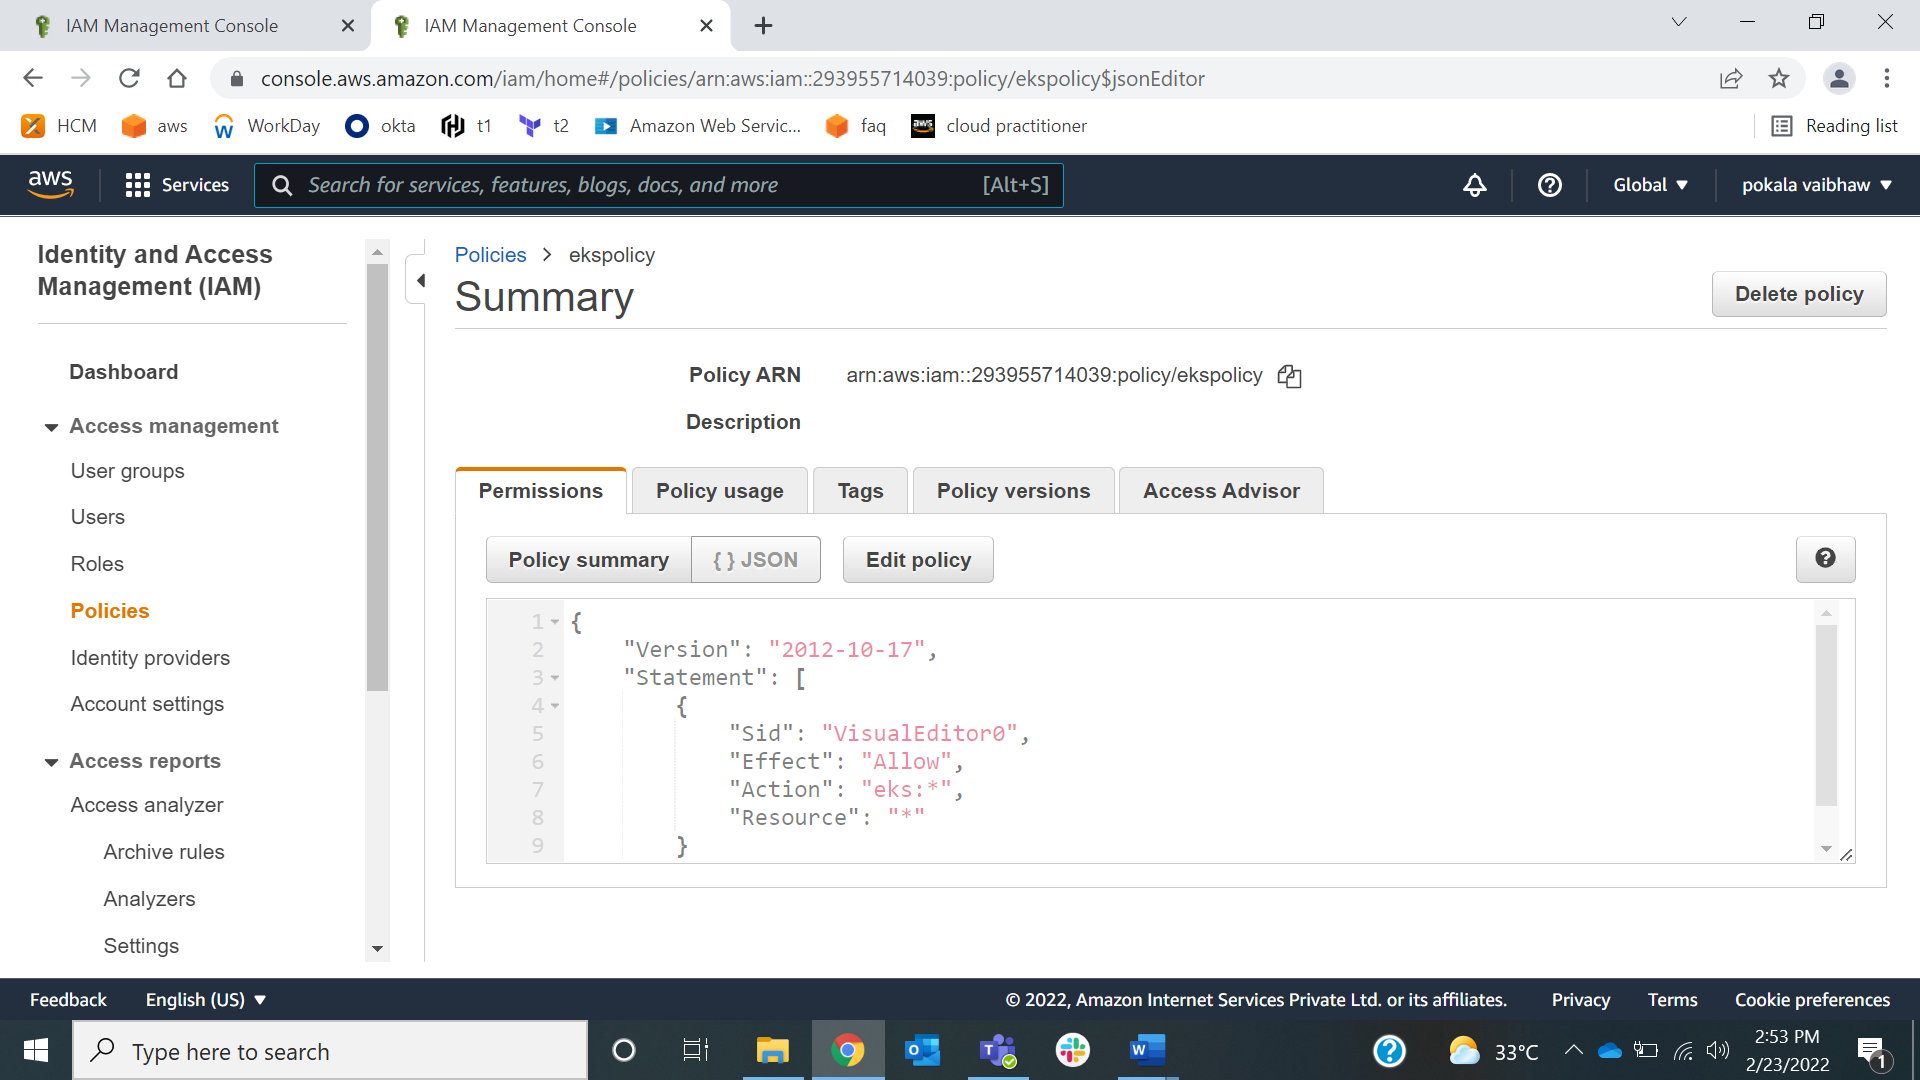 IAM Management Console
IAM Management Console
console.aws.amazon.com/iam/home#/policies/arn:aws:iam::293955714039:policy/ekspolicy$jsonEditor
HCM
aws
WorkDay
okta
t1
t2
Amazon Web Servic...
faq
cloud practitioner
Reading list
aws
Services
Search for services, features, blogs, docs, and more
[Alt+S]
Global
pokala vaibhaw
Identity and Access
Management (IAM)
Dashboard
Access management
User groups
Users
Roles
Policies
Identity providers
Account settings
Access reports
Access analyzer
Archive rules
Analyzers
Settings
Policies > ekspolicy
Summary
Delete policy
Policy ARN arn:aws:iam::293955714039:policy/ekspolicy
Description
Permissions
Policy usage
Tags
Policy versions
Access Advisor
Policy summary
{ } JSON
Edit policy
1 {
2 "Version": "2012-10-17",
3 "Statement": [
4 {
5 "Sid": "VisualEditor0",
6 "Effect": "Allow",
7 "Action": "eks:*",
8 "Resource": "*"
9 }
Feedback
English (US)
© 2022, Amazon Internet Services Private Ltd. or its affiliates.
Privacy
Terms
Cookie preferences
Type here to search
33°C
2:53 PM
2/23/2022
1